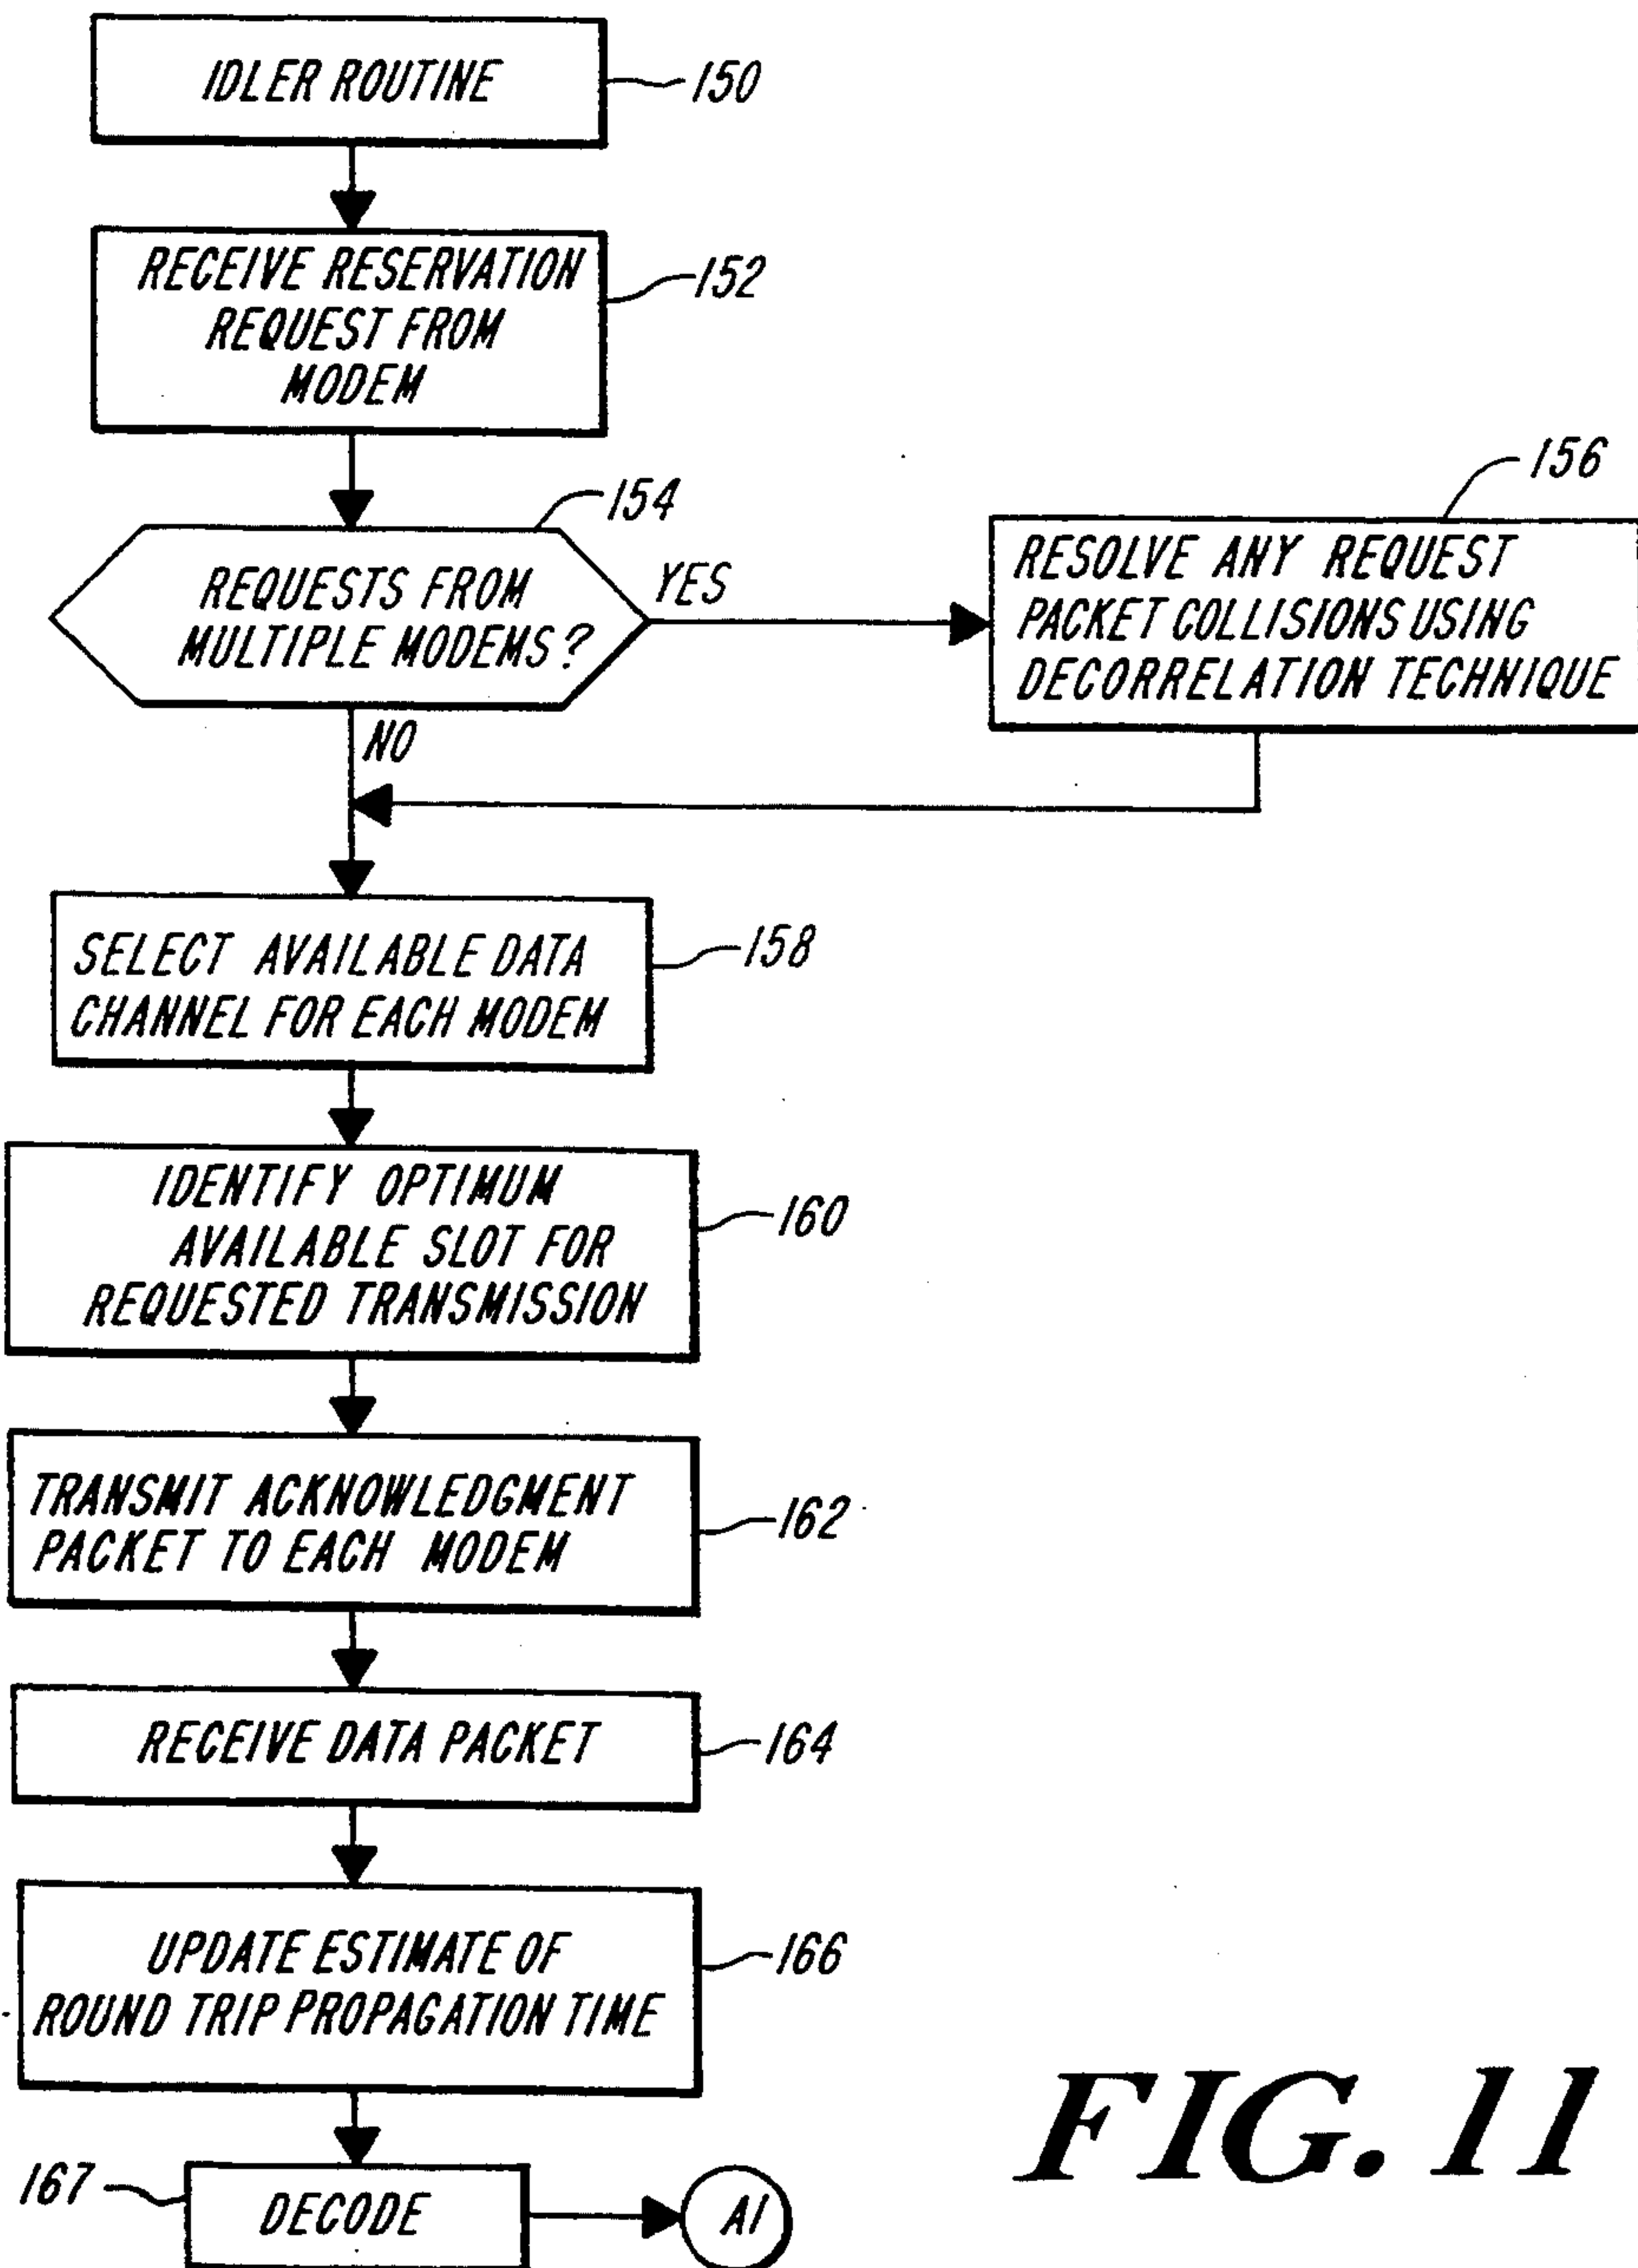 IDLER ROUTINE
150
RECEIVE RESERVATION
REQUEST FROM
MODEM
152
154
REQUESTS FROM
MULTIPLE MODEMS?
YES
NO
156
RESOLVE ANY REQUEST
PACKET COLLISIONS USING
DECORRELATION TECHNIQUE
SELECT AVAILABLE DATA
CHANNEL FOR EACH MODEM
158
IDENTIFY OPTIMUM
AVAILABLE SLOT FOR
REQUESTED TRANSMISSION
160
TRANSMIT ACKNOWLEDGMENT
PACKET TO EACH MODEM
162
RECEIVE DATA PACKET
164
UPDATE ESTIMATE OF
ROUND TRIP PROPAGATION TIME
166
167
DECODE
A1
FIG. 11